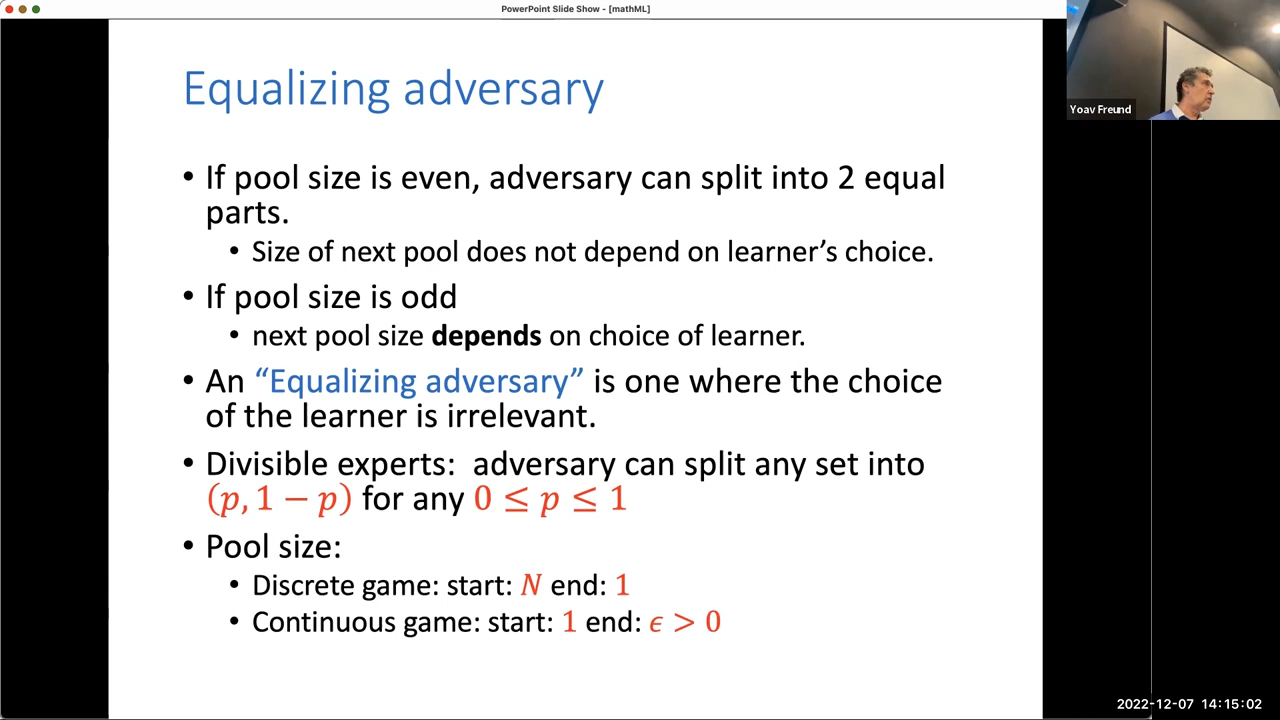 PowerPoint Slide Show - [mathML]
Equalizing adversary
• If pool size is even, adversary can split into 2 equal
parts.
• Size of next pool does not depend on learner’s choice.
• If pool size is odd
• next pool size depends on choice of learner.
• An “Equalizing adversary” is one where the choice
of the learner is irrelevant.
• Divisible experts: adversary can split any set into
(p, 1 − p) for any 0 ≤ p ≤ 1
• Pool size:
• Discrete game: start: N end: 1
• Continuous game: start: 1 end: ϵ > 0
Yoav Freund
2022-12-07 14:15:02